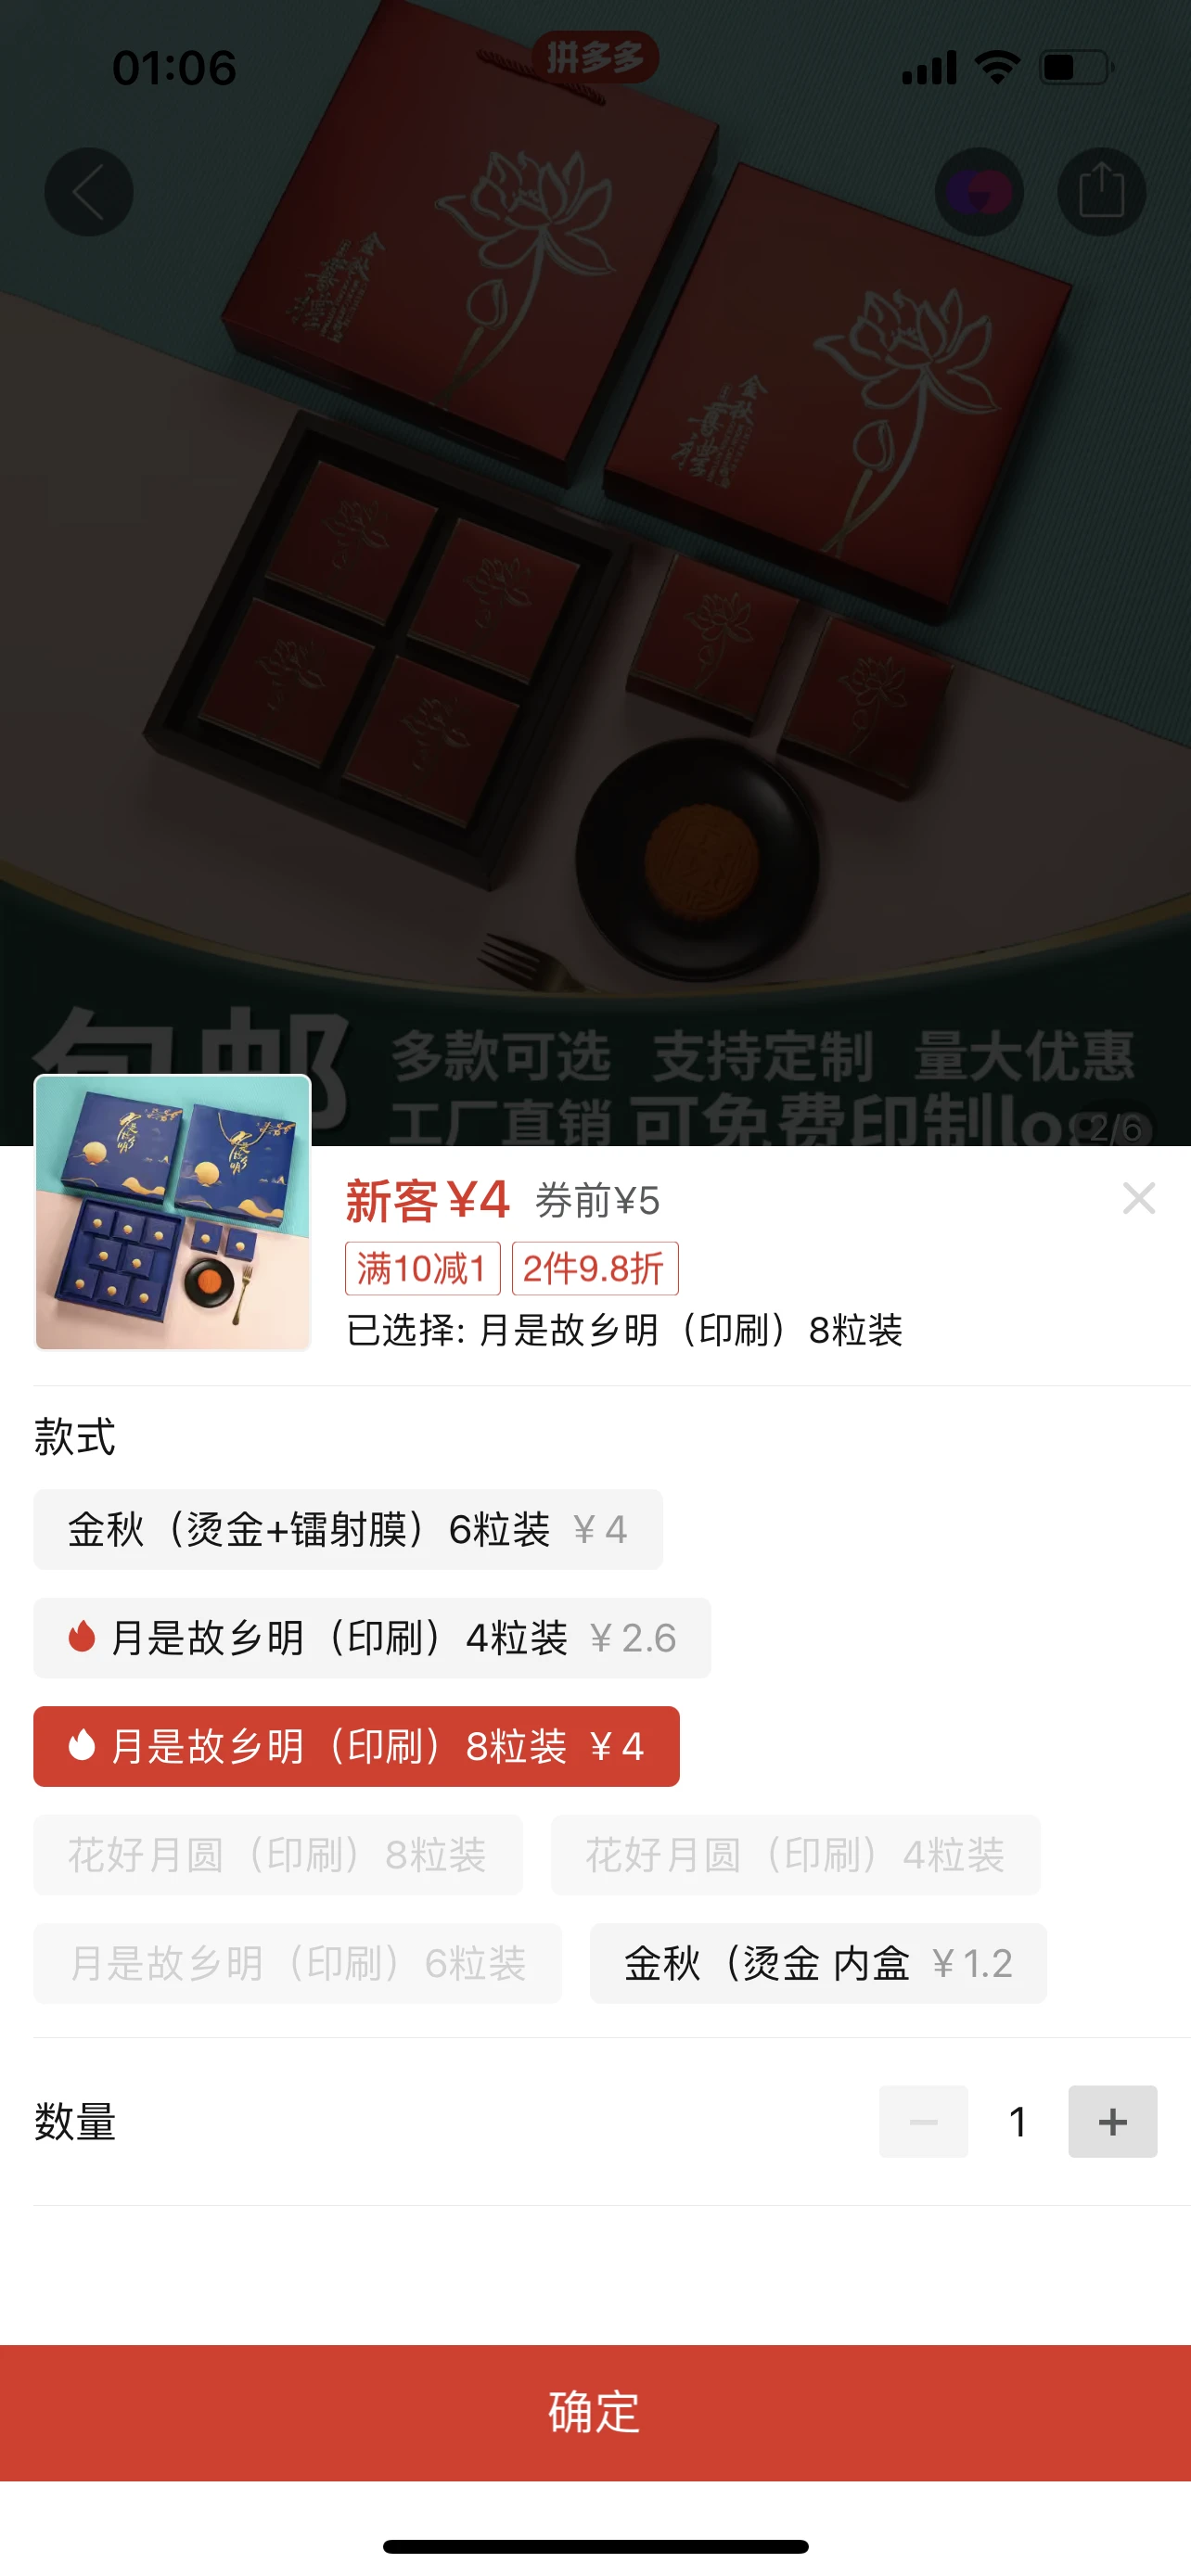 01:06
拼多多
金秋
尊禮
包邮 多款可选 支持定制 量大优惠
工厂直销 可免费印制lo
2/6
新客¥4 券前¥5
满10减1 2件9.8折
已选择: 月是故乡明（印刷）8粒装
款式
金秋（烫金+镭射膜）6粒装 ¥4
月是故乡明（印刷）4粒装 ¥2.6
月是故乡明（印刷）8粒装 ¥4
花好月圆（印刷）8粒装 花好月圆（印刷）4粒装
月是故乡明（印刷）6粒装 金秋（烫金 内盒 ¥1.2
数量 1
确定